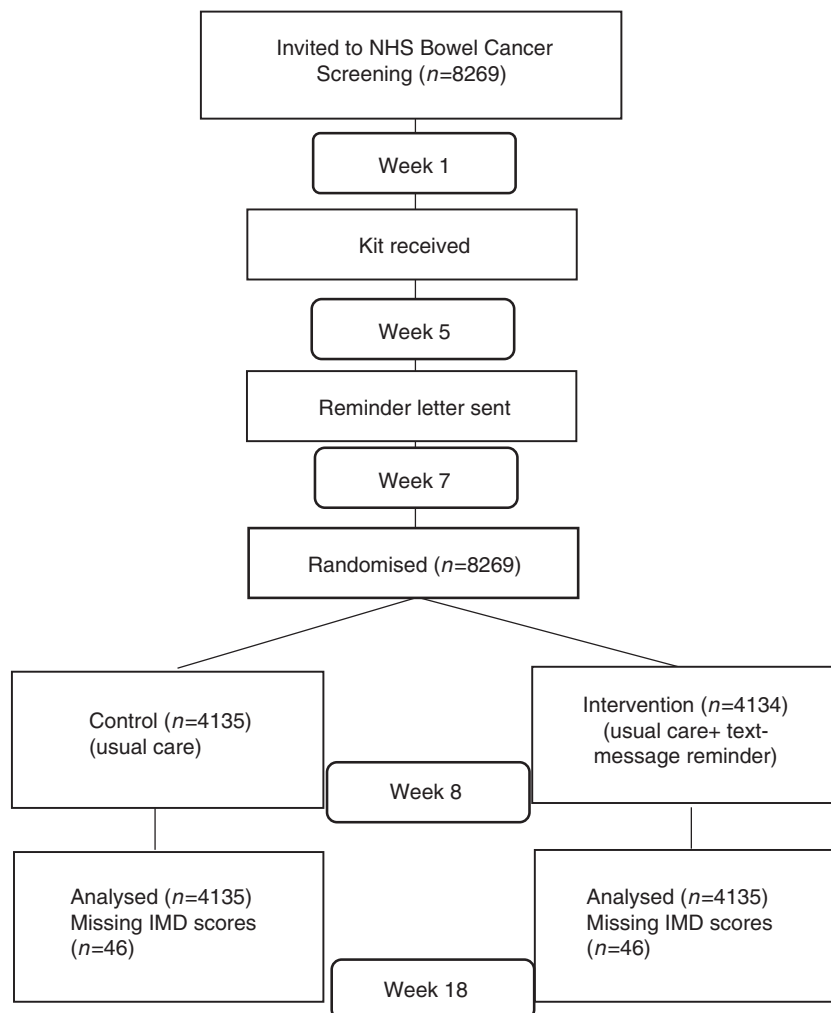 Invited to NHS Bowel Cancer
Screening (n=8269)
Week 1
Kit received
Week 5
Reminder letter sent
Week 7
Randomised (n=8269)
Control (n=4135)
(usual care)
Intervention (n=4134)
(usual care+ text-
message reminder)
Week 8
Analysed (n=4135)
Missing IMD scores
(n=46)
Analysed (n=4135)
Missing IMD scores
(n=46)
Week 18